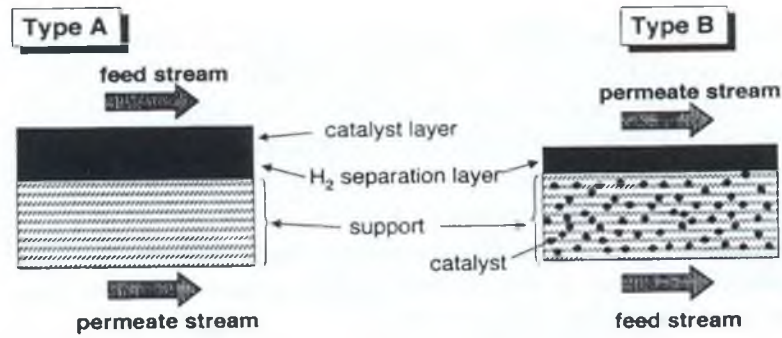 Type A
Type B
feed stream
permeate stream
catalyst layer
H₂ separation layer
support
catalyst
permeate stream
feed stream